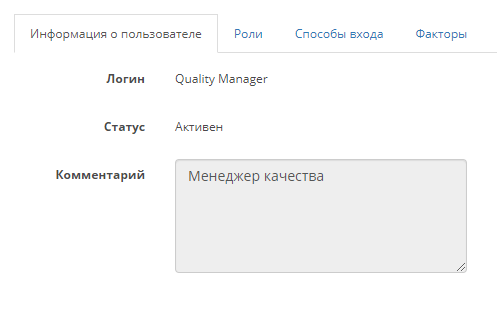 Информация о пользователе Роли Способы входа Факторы
Логин Quality Manager
Статус Активен
Комментарий Менеджер качества